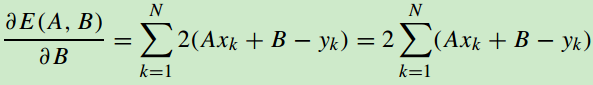 ∂E(A, B)/∂B = ∑_{k=1}^{N} 2(Ax_k + B − y_k) = 2 ∑_{k=1}^{N} (Ax_k + B − y_k)